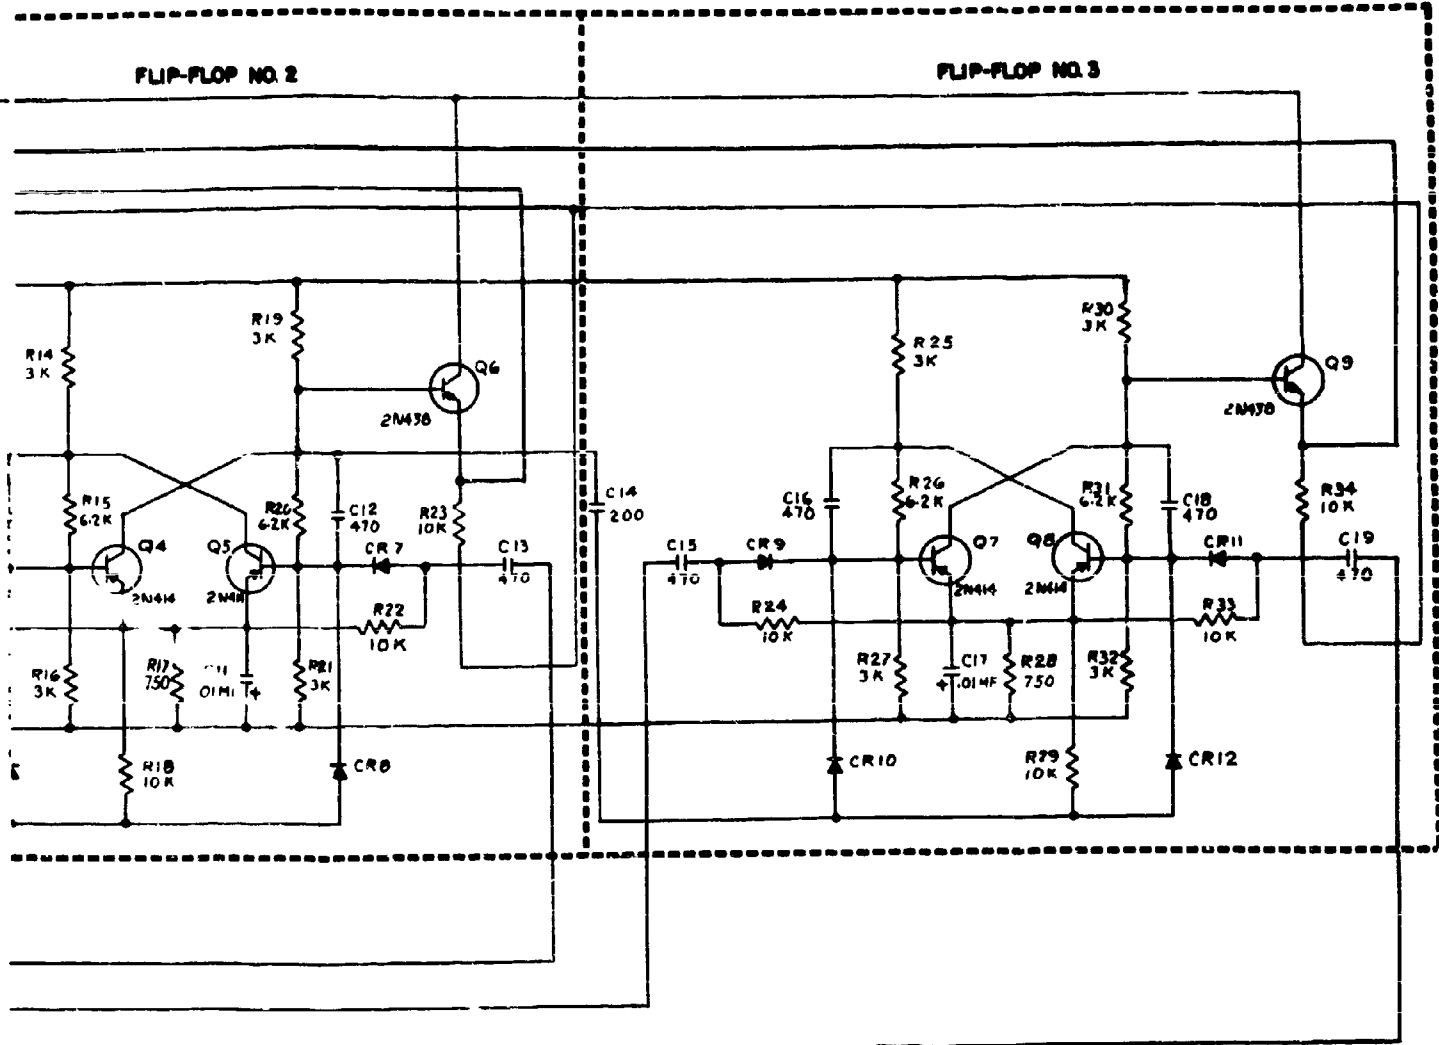 FLIP-FLOP NO. 2
FLIP-FLOP NO. 3
R14
3K
R19
3K
Q6
2N438
R15
6.2K
R20
6.2K
C12
470
R23
10K
C14
200
Q4
2N414
Q5
CR7
C13
470
R22
10K
R16
3K
R17
750
+
R21
3K
R18
10K
CR8
R25
3K
R30
3K
Q9
2N438
C16
470
R26
6.2K
R31
6.2K
C18
470
R34
10K
C15
470
CR9
Q7
2N414
Q8
2N414
CR11
C19
470
R24
10K
R33
10K
R27
3K
C17
+ .01MF
R28
750
R32
3K
CR10
R29
10K
CR12